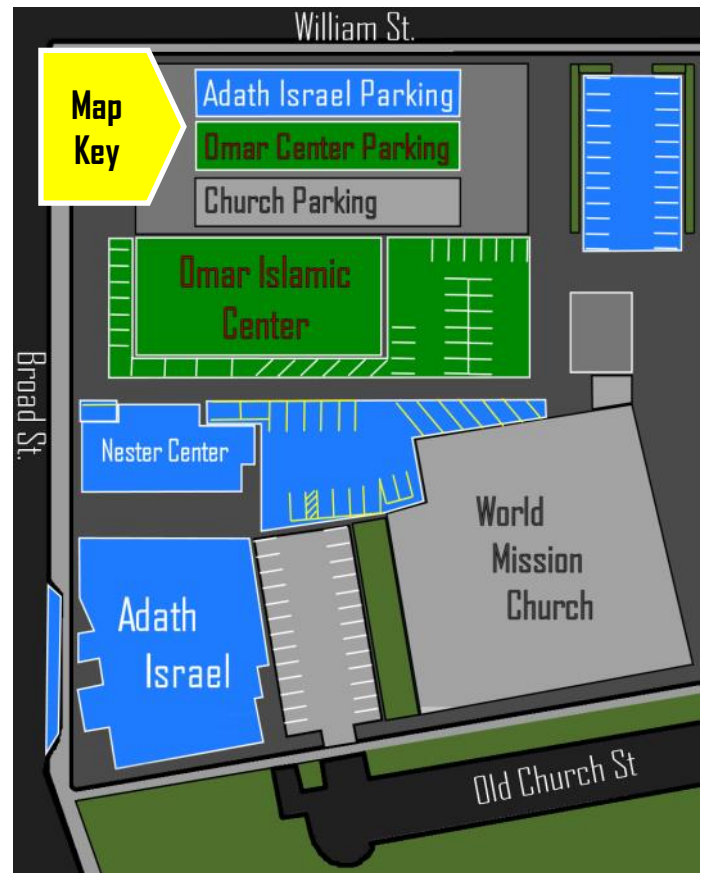 William St.
Map
Key
Adath Israel Parking
Omar Center Parking
Church Parking
Omar Islamic
Center
Broad St.
Nester Center
World
Mission
Church
Adath
Israel
Old Church St